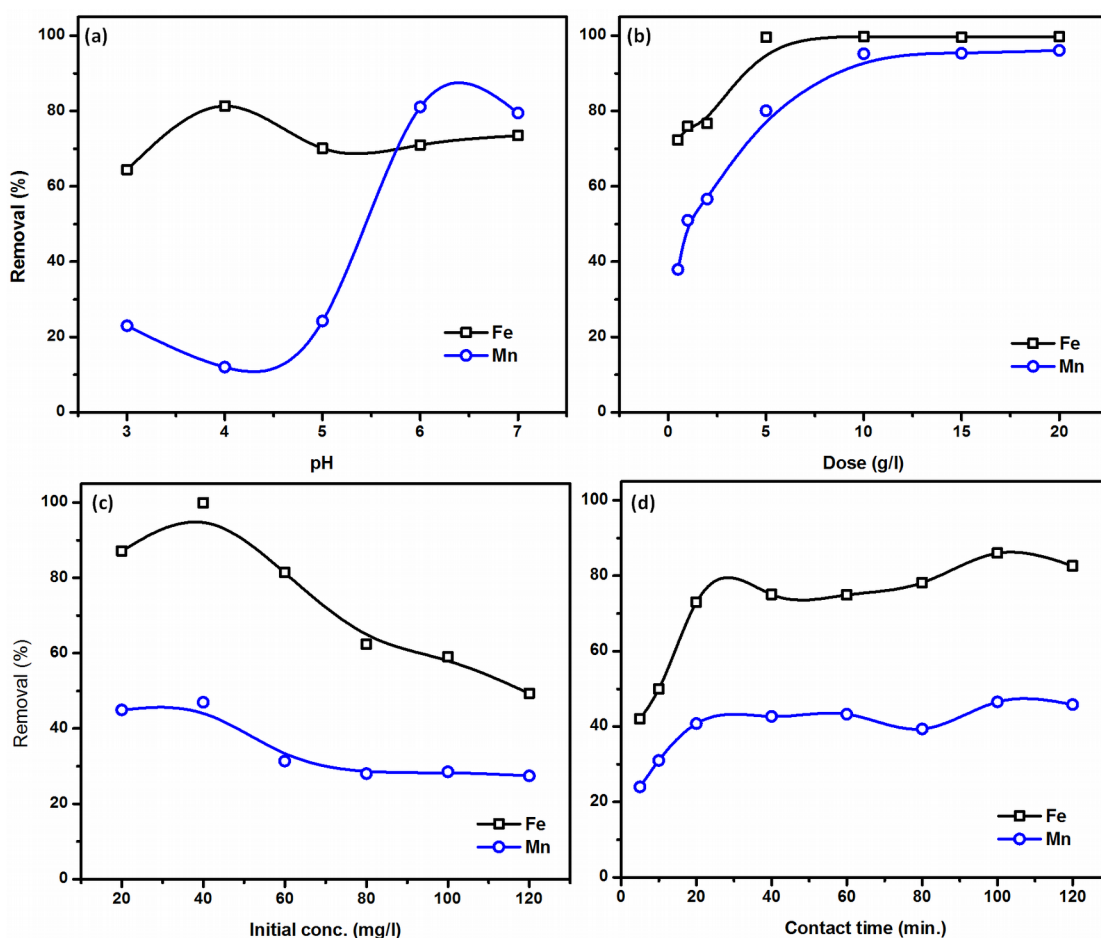 (a)
100
80
60
40
20
0
Removal (%)
Fe
Mn
3 4 5 6 7
pH
(b)
100
80
60
40
20
0
Fe
Mn
0 5 10 15 20
Dose (g/l)
(c)
100
80
60
40
20
0
Removal (%)
Fe
Mn
20 40 60 80 100 120
Initial conc. (mg/l)
(d)
100
80
60
40
20
0
Fe
Mn
0 20 40 60 80 100 120
Contact time (min.)